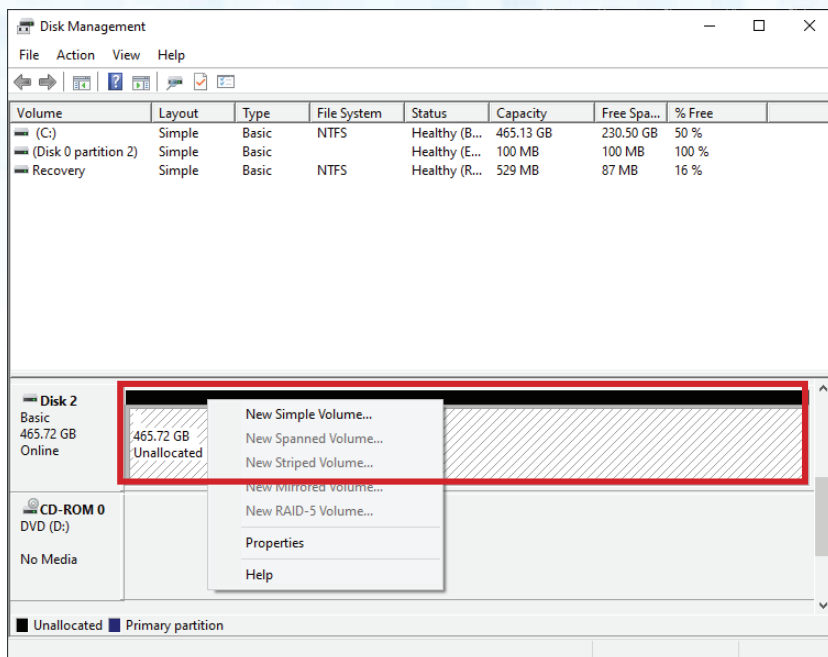 Disk Management
File Action View Help
Volume Layout Type File System Status Capacity Free Spa... % Free
(C:) Simple Basic NTFS Healthy (B... 465.13 GB 230.50 GB 50 %
(Disk 0 partition 2) Simple Basic Healthy (E... 100 MB 100 MB 100 %
Recovery Simple Basic NTFS Healthy (R... 529 MB 87 MB 16 %
Disk 2
Basic
465.72 GB
Online
465.72 GB
Unallocated
New Simple Volume...
New Spanned Volume...
New Striped Volume...
New Mirrored Volume...
New RAID-5 Volume...
Properties
Help
CD-ROM 0
DVD (D:)
No Media
Unallocated Primary partition